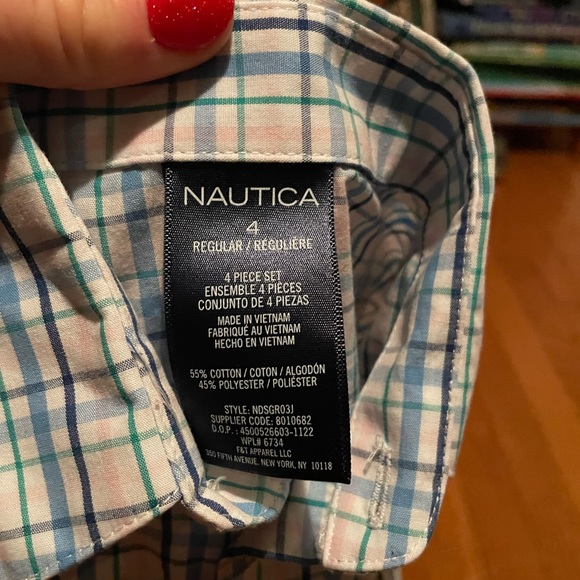 NAUTICA
4
REGULAR / RÉGULIÈRE
4 PIECE SET
ENSEMBLE 4 PIÈCES
CONJUNTO DE 4 PIEZAS
MADE IN VIETNAM
FABRIQUÉ AU VIETNAM
HECHO EN VIETNAM
55% COTTON / COTON / ALGODÓN
45% POLYESTER / POLIÉSTER
STYLE: NDSGR03J
SUPPLIER CODE: 8010682
D.O.P. : 4500526603-1122
WPL# 6734
F&T APPAREL LLC
350 FIFTH AVENUE, NEW YORK, NY 10118